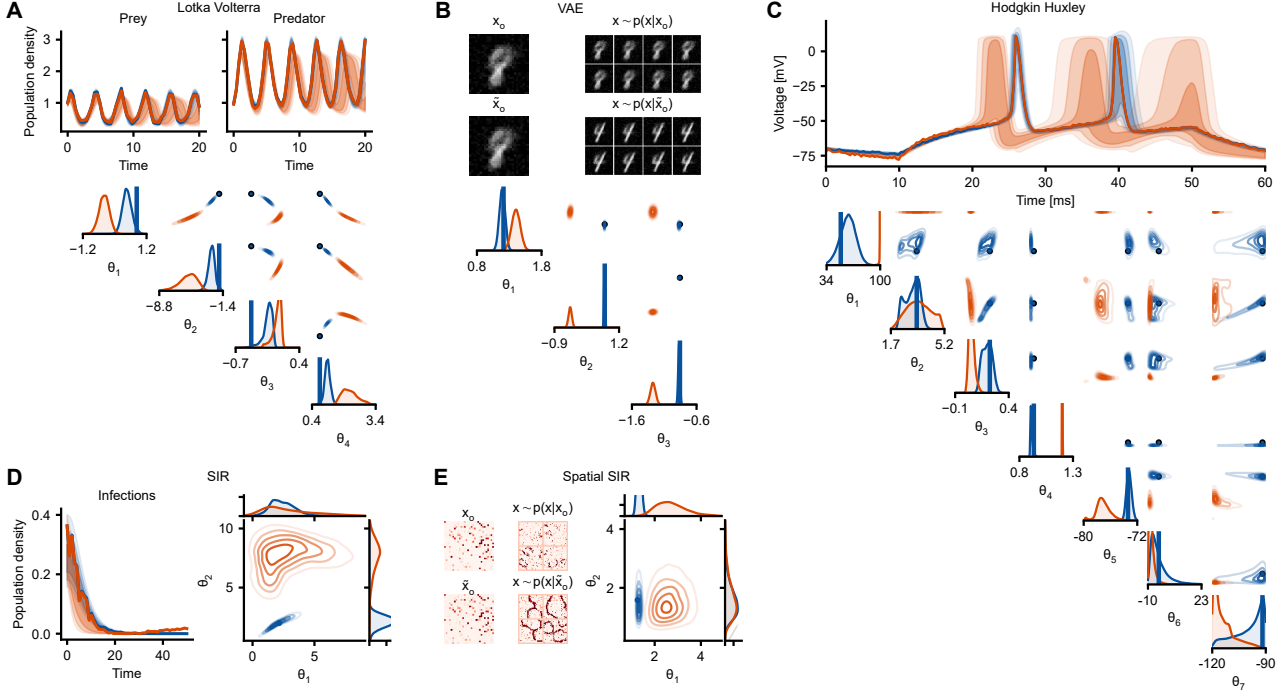 A
Lotka Volterra
Prey
Predator
Population density
3
2
1
0
10
20
0
10
20
Time
Time
−1.2
1.2
θ1
−8.8
−1.4
θ2
−0.7
0.4
θ3
0.4
3.4
θ4
B
VAE
xo
x ~ p(x|xo)
x̃o
x ~ p(x|x̃o)
0.8
1.8
θ1
−0.9
1.2
θ2
−1.6
−0.6
θ3
C
Hodgkin Huxley
Voltage [mV]
0
−25
−50
−75
0
10
20
30
40
50
60
Time [ms]
34
100
θ1
1.7
5.2
θ2
−0.1
0.4
θ3
0.8
1.3
θ4
-80
-72
θ5
-10
23
θ6
-120
-90
θ7
D
SIR
Infections
Population density
0.4
0.2
0.0
0
20
40
Time
θ2
10
5
0
5
θ1
E
Spatial SIR
xo
x ~ p(x|xo)
x̃o
x ~ p(x|x̃o)
θ2
4
2
2
4
θ1